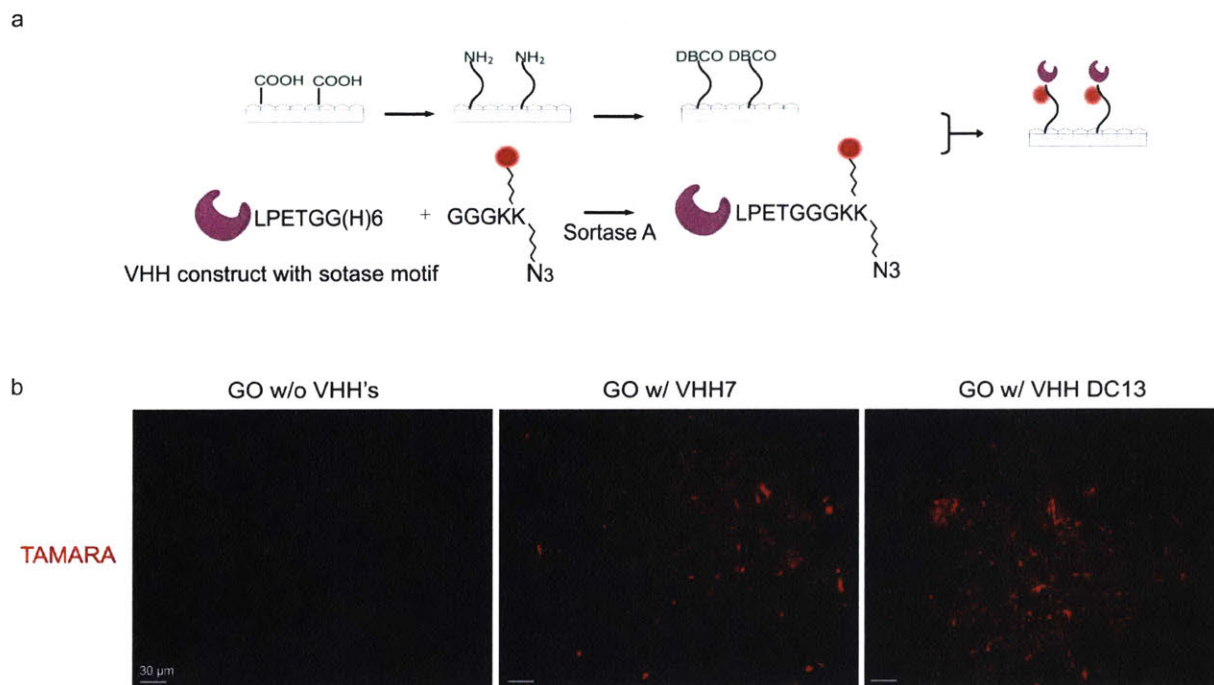 a
COOH COOH
NH₂ NH₂
DBCO DBCO
LPETGG(H)6 + GGGKK
N3
Sortase A
LPETGGGKK
N3
VHH construct with sotase motif
b
GO w/o VHH's GO w/ VHH7 GO w/ VHH DC13
TAMARA
30 µm